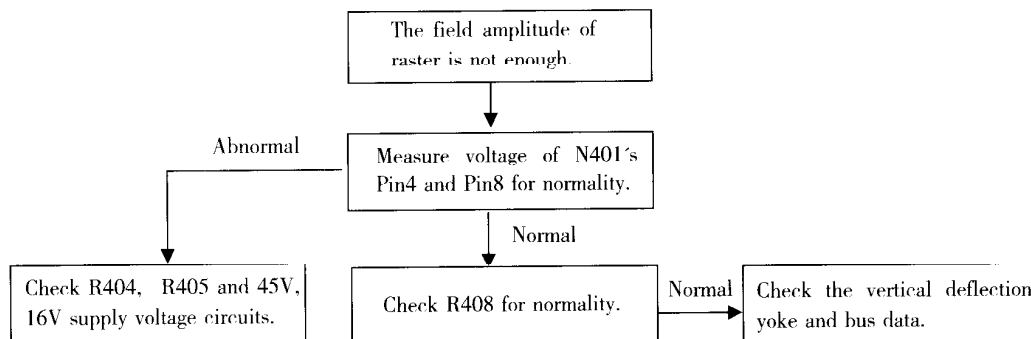 The field amplitude of
raster is not enough.
Abnormal
Measure voltage of N401′s
Pin4 and Pin8 for normality.
Normal
Check R404, R405 and 45V,
16V supply voltage circuits.
Check R408 for normality.
Normal
Check the vertical deflection
yoke and bus data.